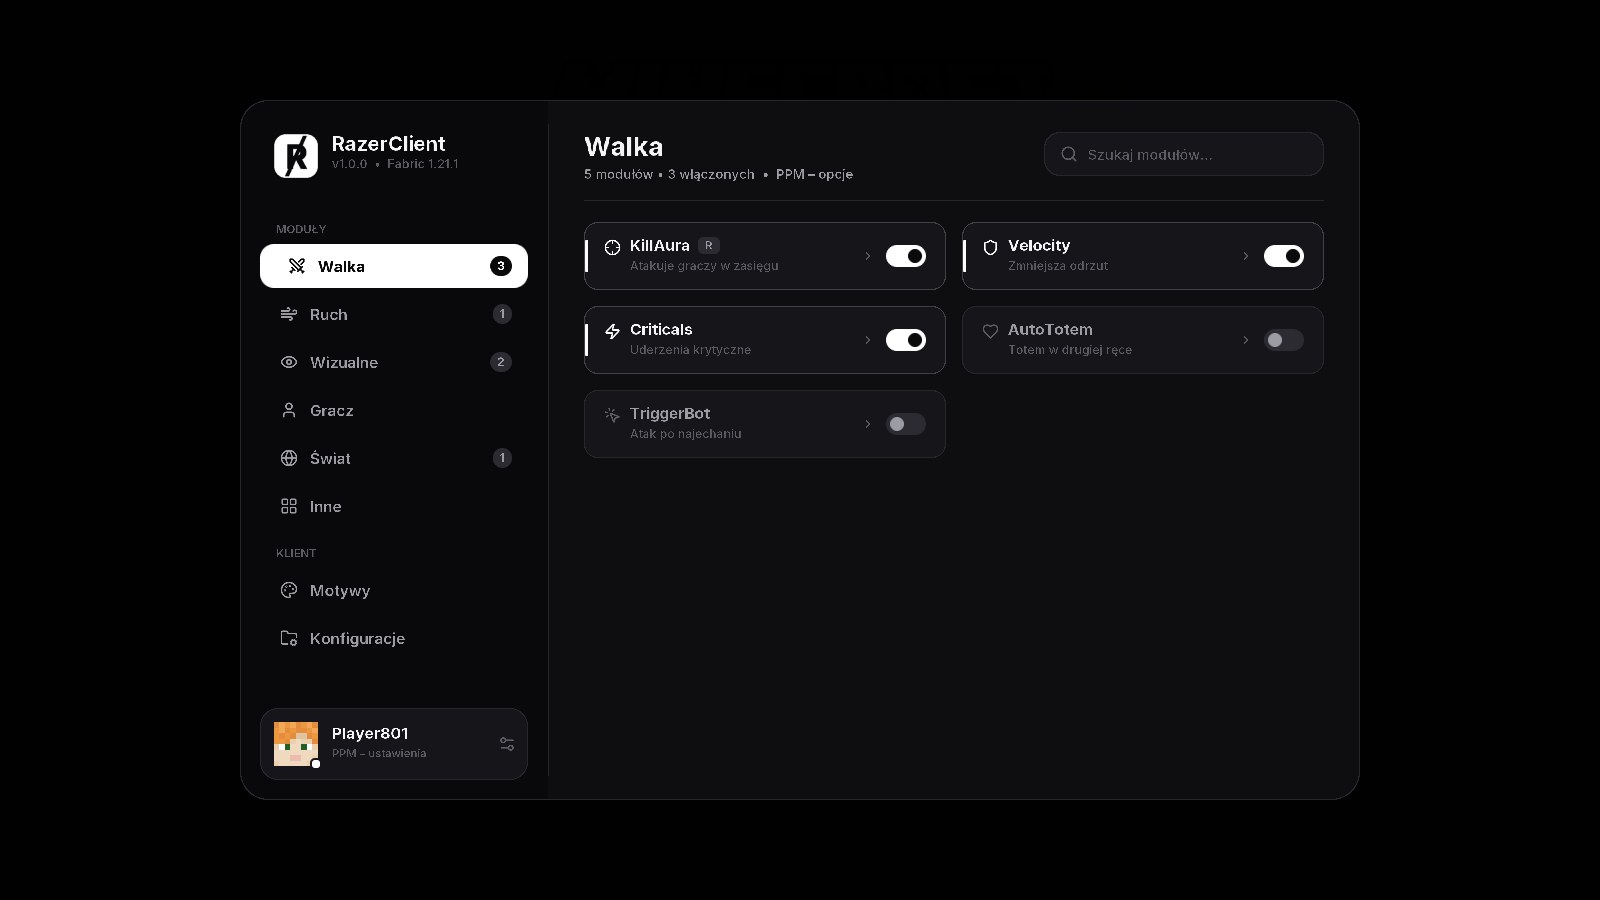 RazerClient
v1.0.0 • Fabric 1.21.1
MODUŁY
Walka 3
Ruch 1
Wizualne 2
Gracz
Świat 1
Inne
KLIENT
Motywy
Konfiguracje
Player801
PPM – ustawienia
Walka
5 modułów • 3 włączonych • PPM – opcje
Szukaj modułów...
KillAura R
Atakuje graczy w zasięgu
Velocity
Zmniejsza odrzut
Criticals
Uderzenia krytyczne
AutoTotem
Totem w drugiej ręce
TriggerBot
Atak po najechaniu